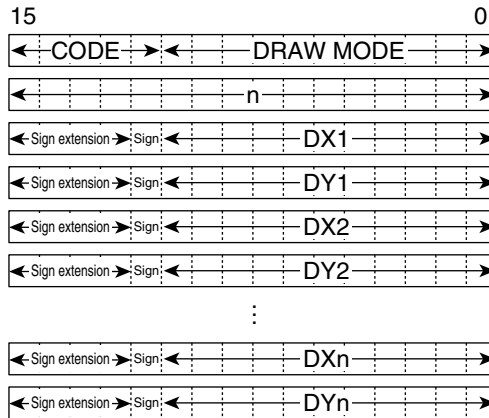 15 0
CODE DRAW MODE
n
Sign extension Sign DX1
Sign extension Sign DY1
Sign extension Sign DX2
Sign extension Sign DY2
⋮
Sign extension Sign DXn
Sign extension Sign DYn